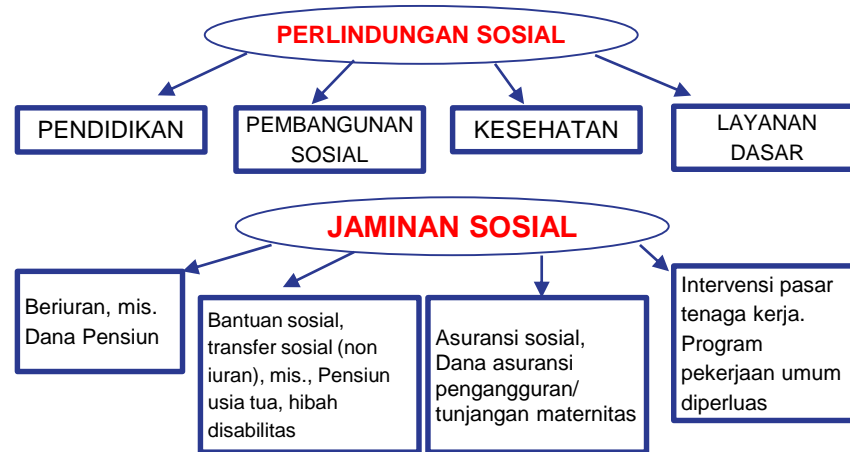 PERLINDUNGAN SOSIAL
PENDIDIKAN
PEMBANGUNAN
SOSIAL
KESEHATAN
LAYANAN
DASAR
JAMINAN SOSIAL
Beriuran, mis.
Dana Pensiun
Bantuan sosial,
transfer sosial (non
iuran), mis., Pensiun
usia tua, hibah
disabilitas
Asuransi sosial,
Dana asuransi
pengangguran/
tunjangan maternitas
Intervensi pasar
tenaga kerja.
Program
pekerjaan umum
diperluas